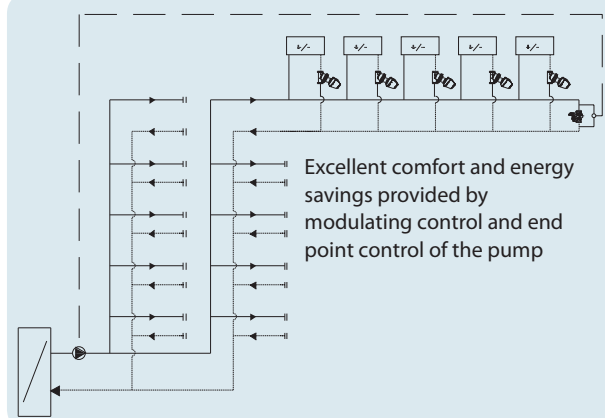 +/- +/- +/- +/- +/-
Excellent comfort and energy
savings provided by
modulating control and end
point control of the pump